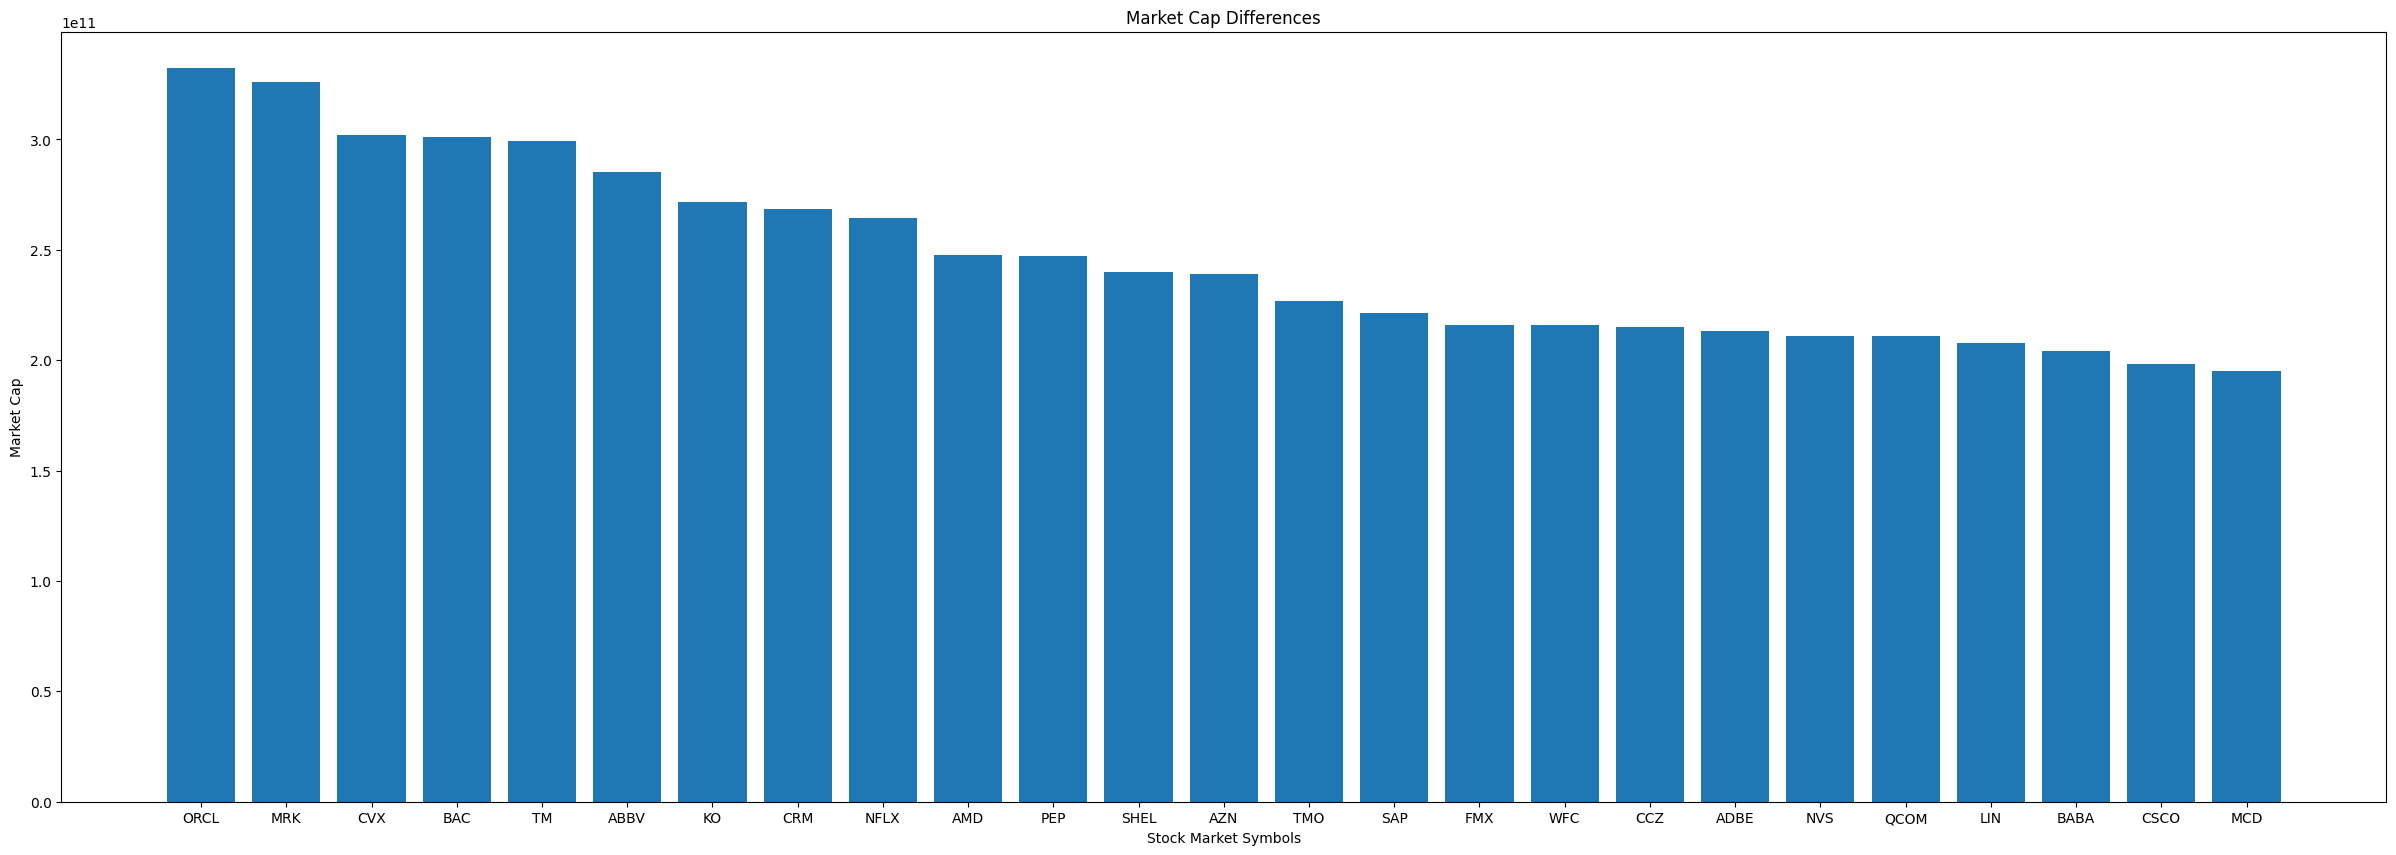 Market Cap Differences
1e11
3.0
2.5
2.0
1.5
1.0
0.5
0.0
Market Cap
ORCL MRK CVX BAC TM ABBV KO CRM NFLX AMD PEP SHEL AZN TMO SAP FMX WFC CCZ ADBE NVS QCOM LIN BABA CSCO MCD
Stock Market Symbols